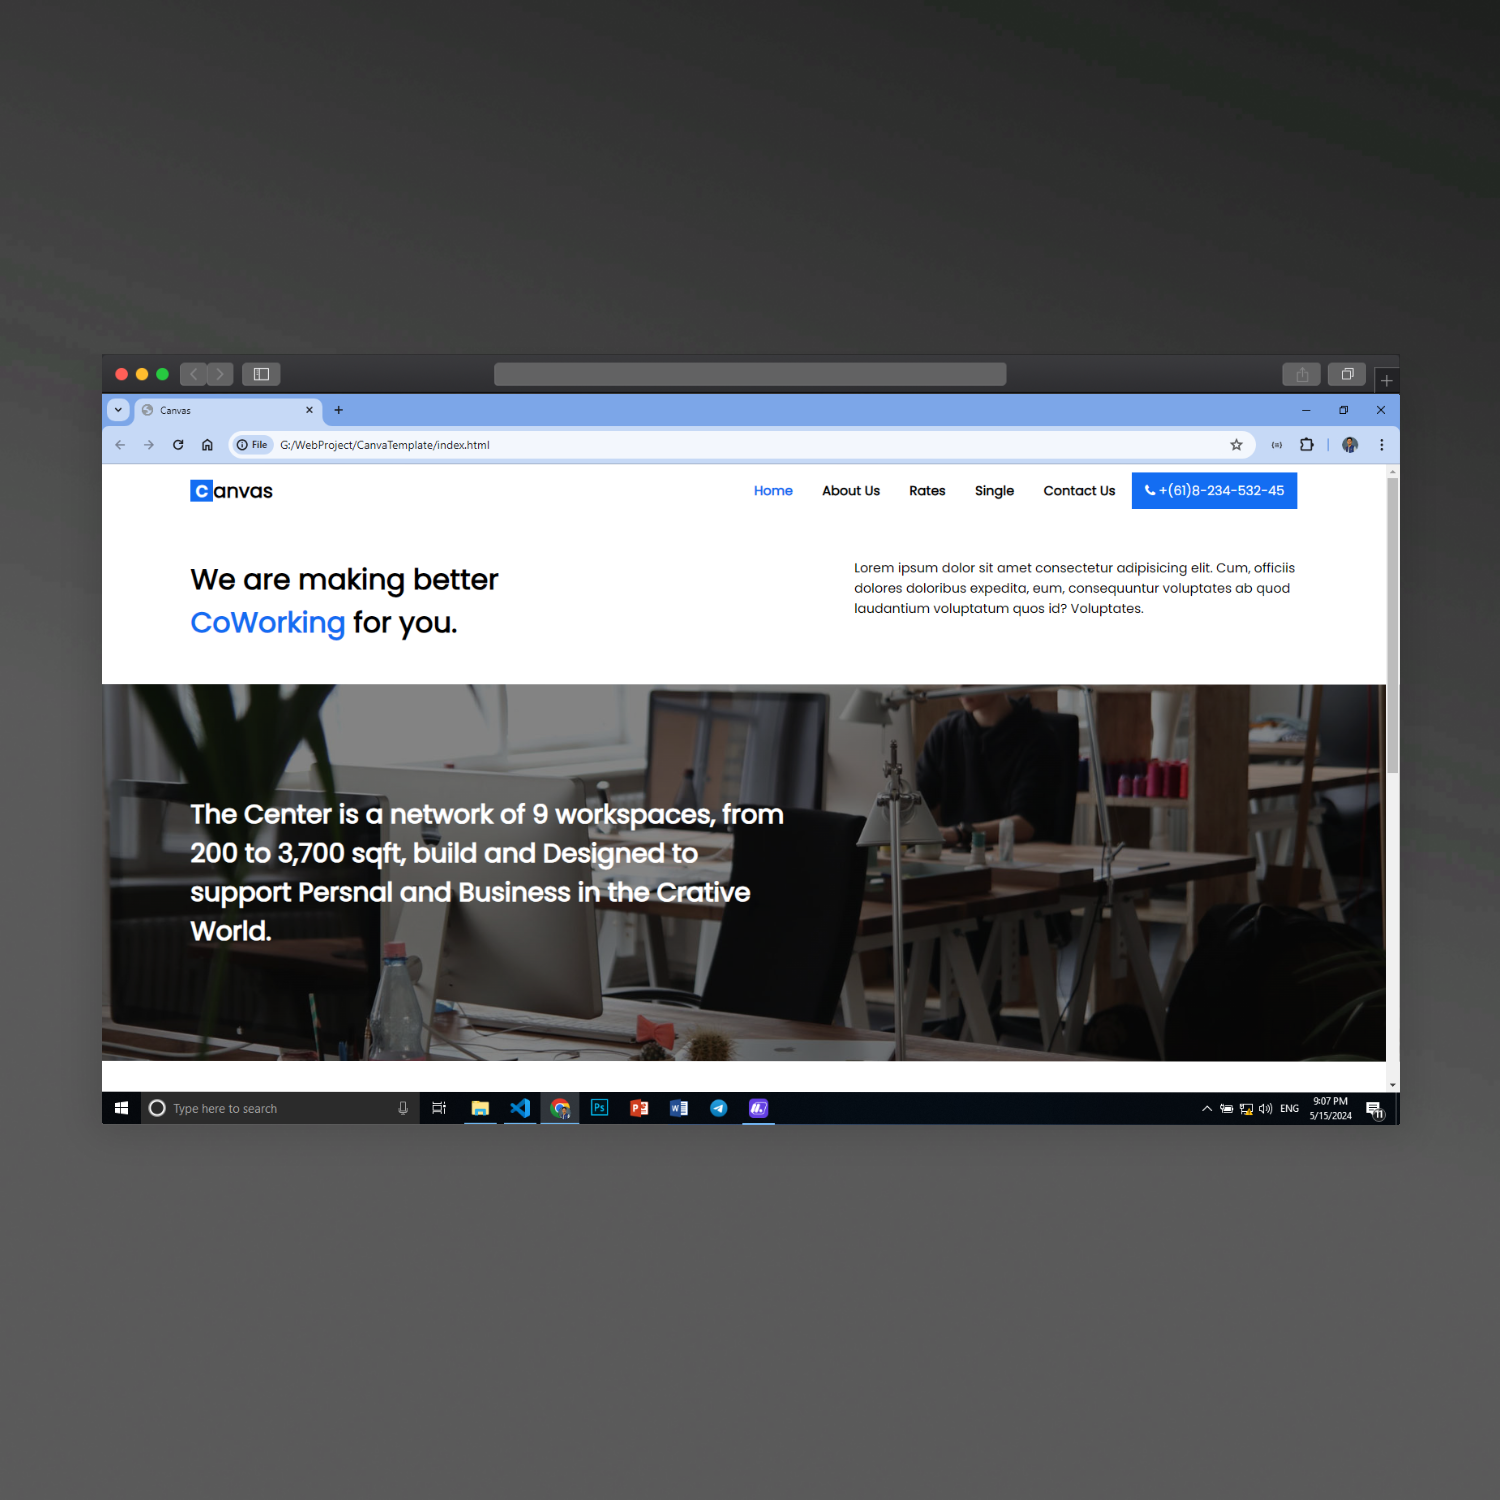 Canvas
File G:/WebProject/CanvaTemplate/index.html
Canvas
Home About Us Rates Single Contact Us +(61)8-234-532-45
We are making better
CoWorking for you.
Lorem ipsum dolor sit amet consectetur adipisicing elit. Cum, officiis
dolores doloribus expedita, eum, consequuntur voluptates ab quod
laudantium voluptatum quos id? Voluptates.
The Center is a network of 9 workspaces, from
200 to 3,700 sqft, build and Designed to
support Persnal and Business in the Crative
World.
Type here to search
Ps
P
W
ENG
9:07 PM
5/15/2024
11